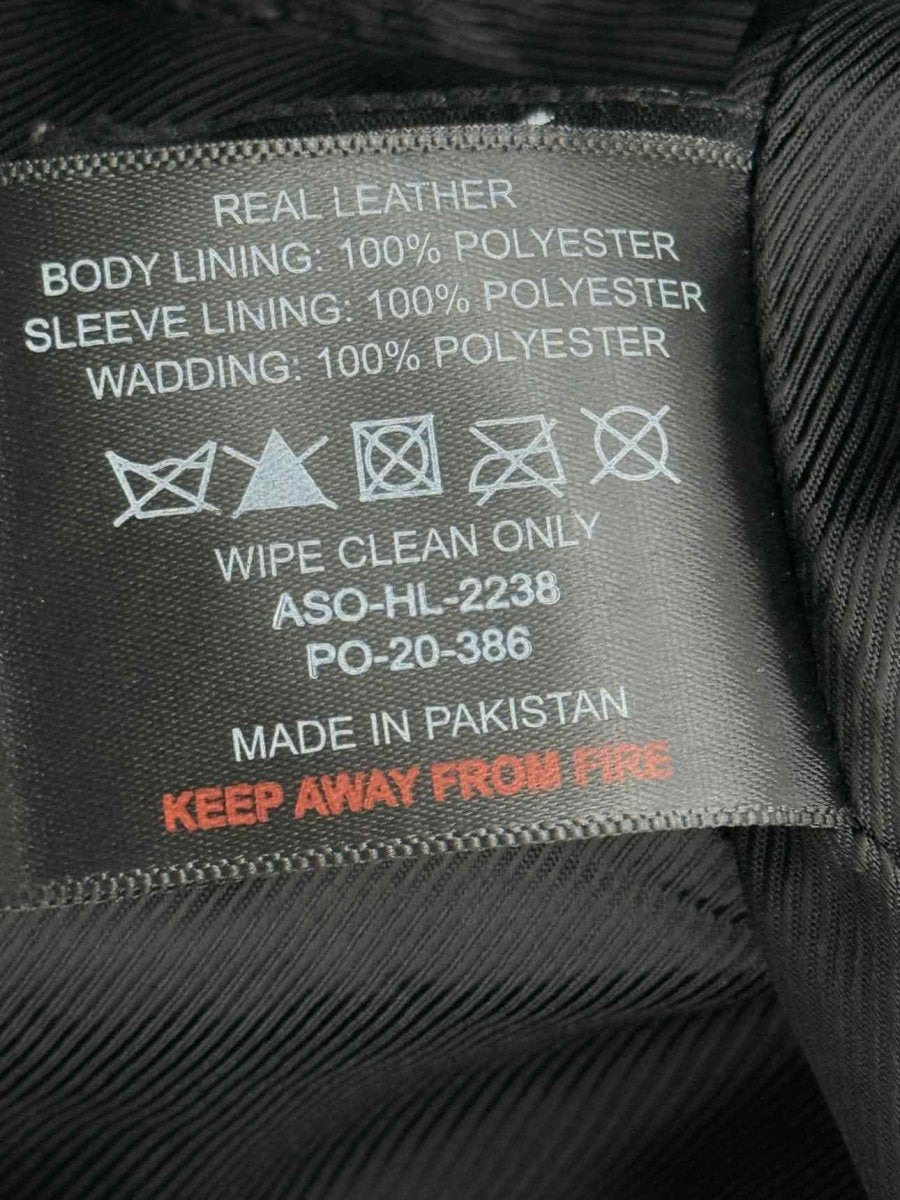 REAL LEATHER
BODY LINING: 100% POLYESTER
SLEEVE LINING: 100% POLYESTER
WADDING: 100% POLYESTER
WIPE CLEAN ONLY
ASO-HL-2238
PO-20-386
MADE IN PAKISTAN
KEEP AWAY FROM FIRE